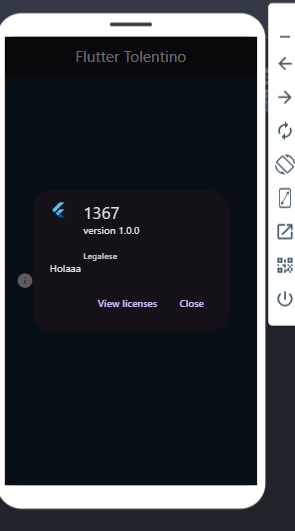 Flutter Tolentino
1367
version 1.0.0
Legalese
Holaaa
View licenses
Close